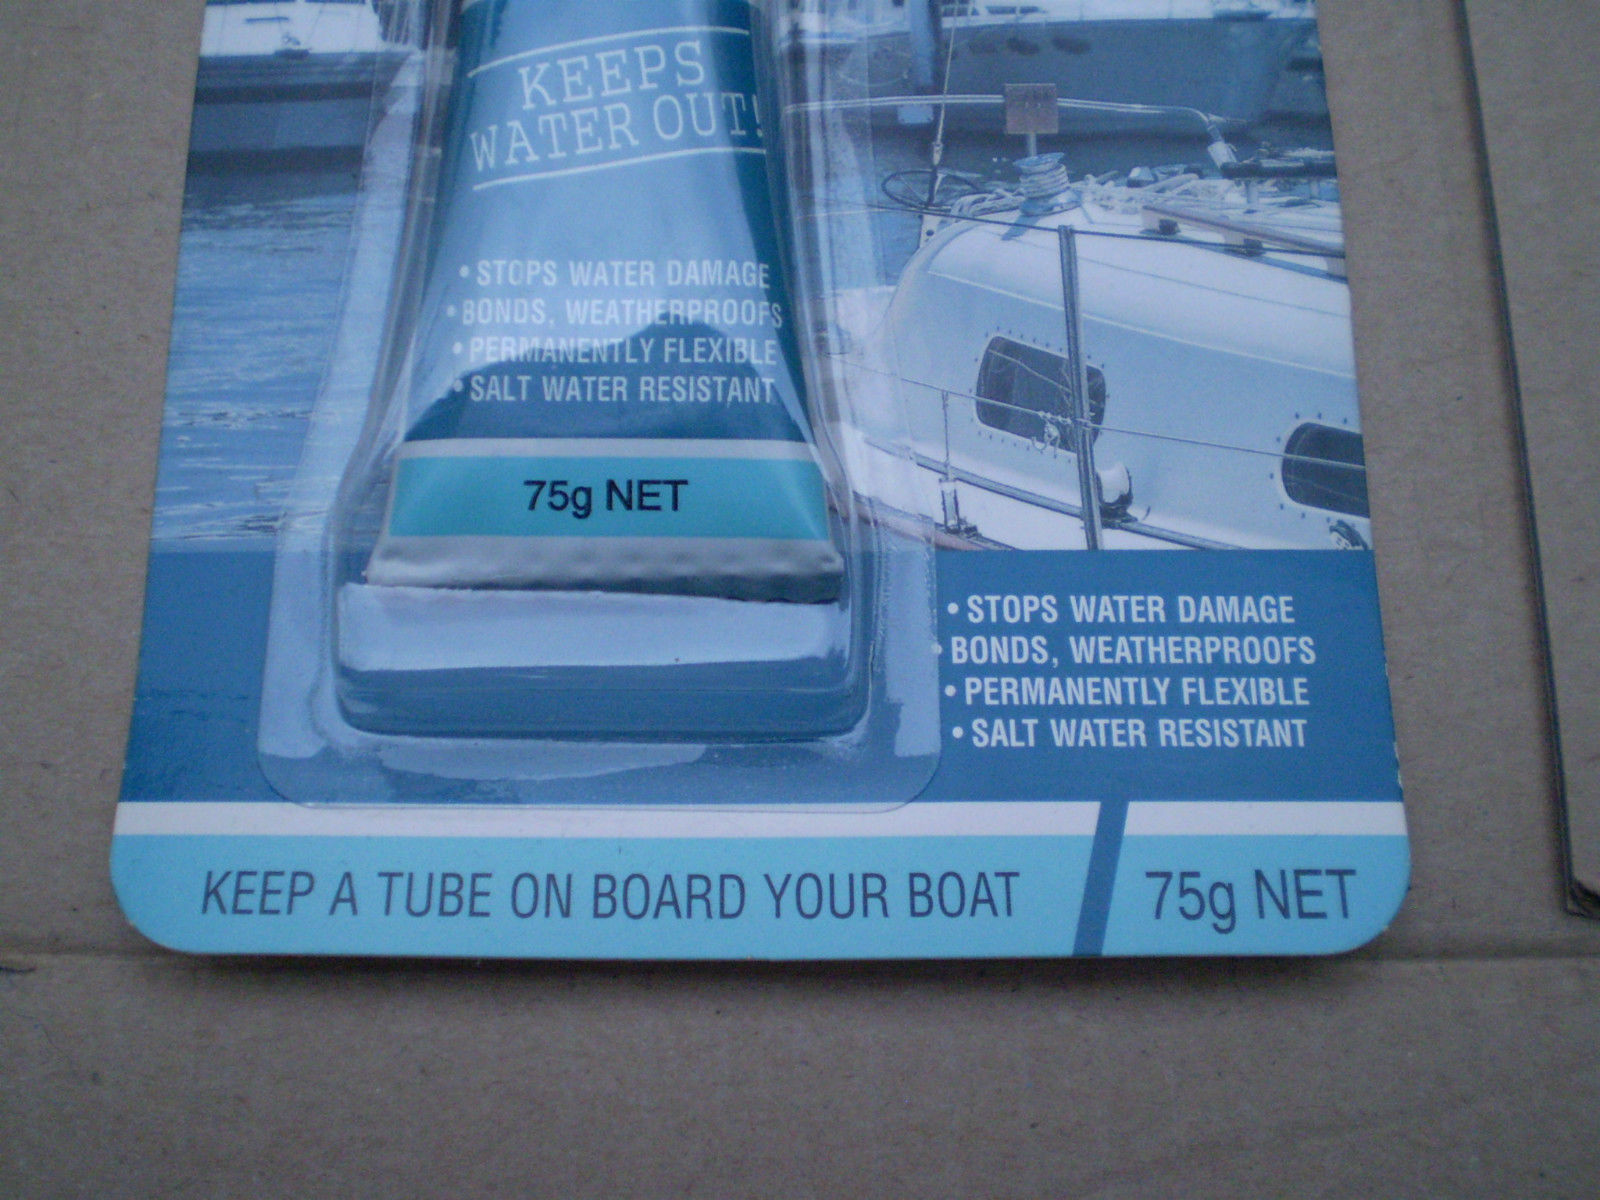 KEEPS
WATER OUT!
• STOPS WATER DAMAGE
• BONDS, WEATHERPROOFS
• PERMANENTLY FLEXIBLE
• SALT WATER RESISTANT
75g NET
• STOPS WATER DAMAGE
• BONDS, WEATHERPROOFS
• PERMANENTLY FLEXIBLE
• SALT WATER RESISTANT
KEEP A TUBE ON BOARD YOUR BOAT
75g NET